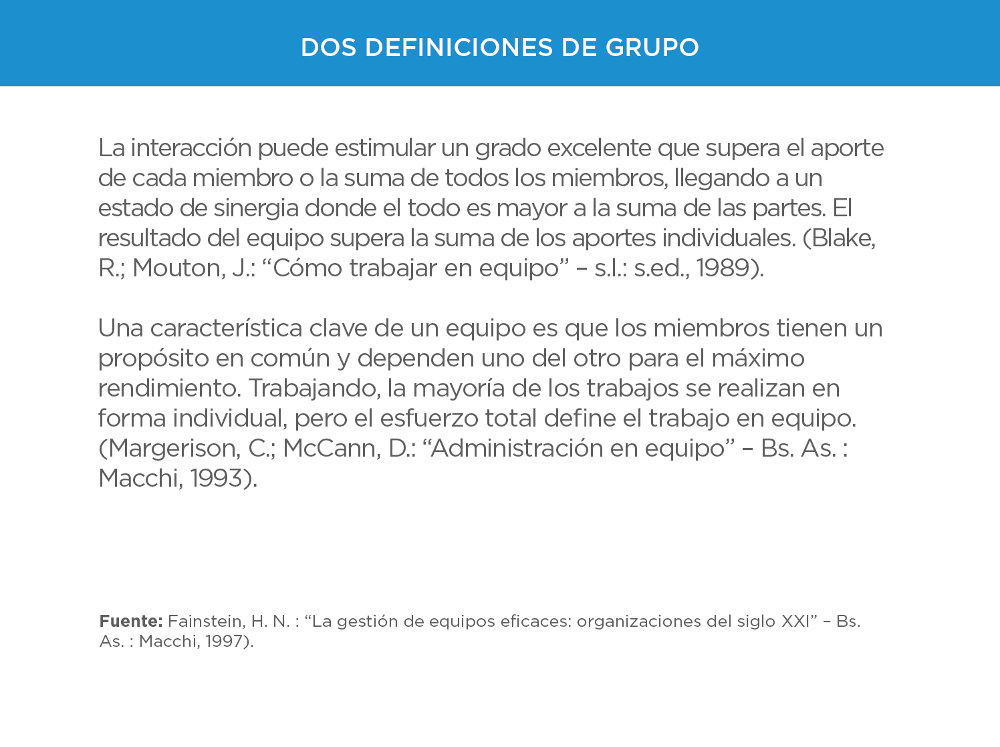 DOS DEFINICIONES DE GRUPO
La interacción puede estimular un grado excelente que supera el aporte
de cada miembro o la suma de todos los miembros, llegando a un
estado de sinergia donde el todo es mayor a la suma de las partes. El
resultado del equipo supera la suma de los aportes individuales. (Blake,
R.; Mouton, J.: “Cómo trabajar en equipo” – s.l.: s.ed., 1989).
Una característica clave de un equipo es que los miembros tienen un
propósito en común y dependen uno del otro para el máximo
rendimiento. Trabajando, la mayoría de los trabajos se realizan en
forma individual, pero el esfuerzo total define el trabajo en equipo.
(Margerison, C.; McCann, D.: “Administración en equipo” – Bs. As. :
Macchi, 1993).
Fuente: Fainstein, H. N. : “La gestión de equipos eficaces: organizaciones del siglo XXI” – Bs.
As. : Macchi, 1997).